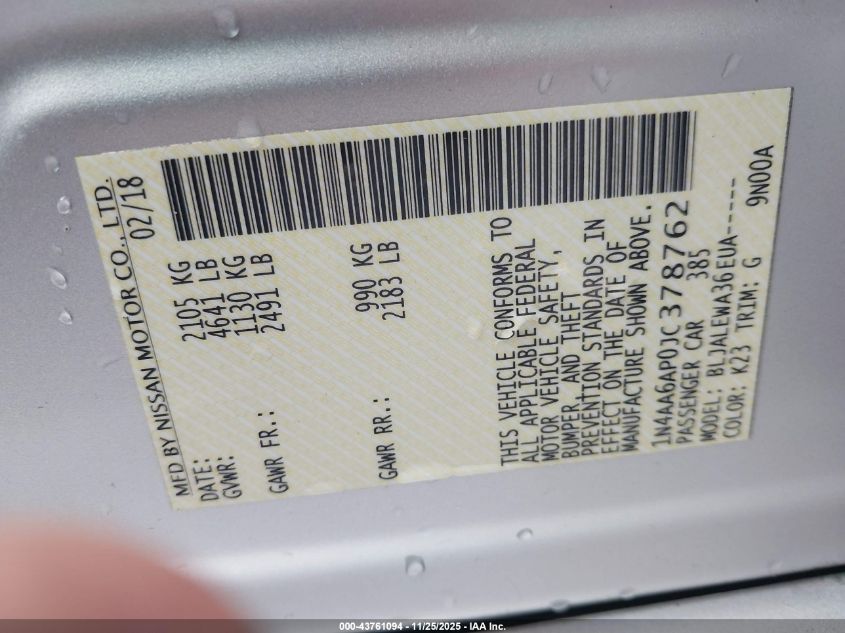 MFD BY NISSAN MOTOR CO., LTD.
DATE: 02/18
GVWR: 2105 KG
4641 LB
GAWR FR.: 1130 KG
2491 LB
GAWR RR.: 990 KG
2183 LB
THIS VEHICLE CONFORMS TO
ALL APPLICABLE FEDERAL
MOTOR VEHICLE SAFETY,
BUMPER, AND THEFT
PREVENTION STANDARDS IN
EFFECT ON THE DATE OF
MANUFACTURE SHOWN ABOVE.
1N4AA6AP0JC378762
PASSENGER CAR 385
MODEL: BLJALEWA36EUA-----
COLOR: K23 TRIM: G 9N00A
000-43761094 - 11/25/2025 - IAA Inc.